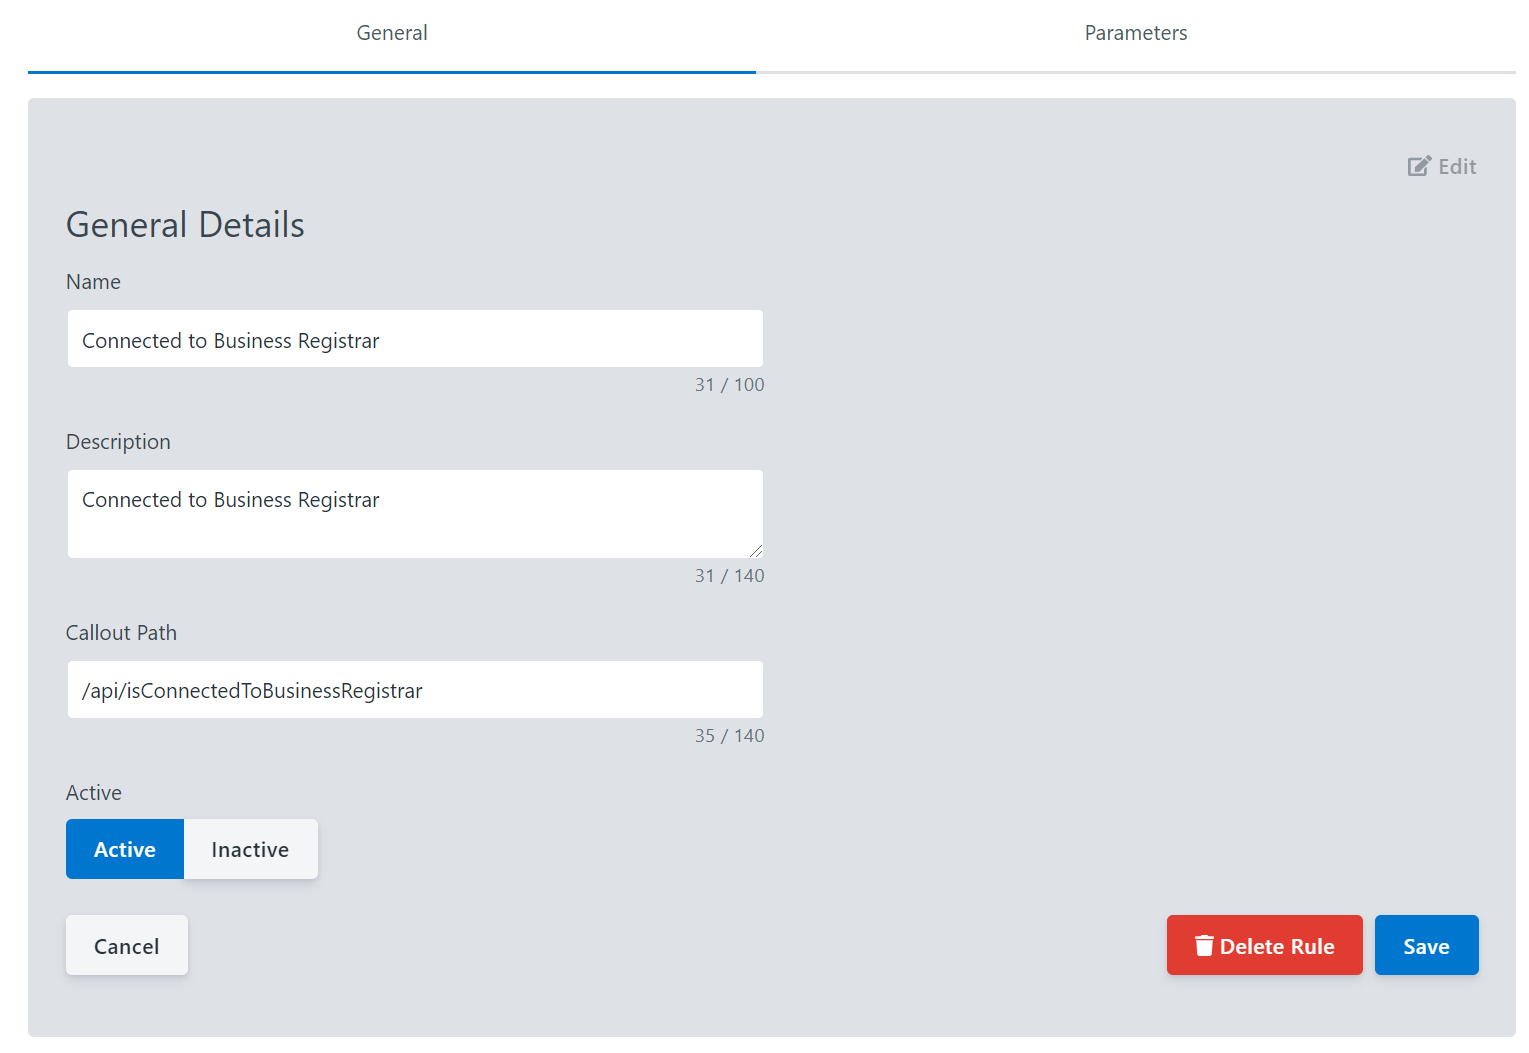 General
Parameters
Edit
General Details
Name
Connected to Business Registrar
31 / 100
Description
Connected to Business Registrar
31 / 140
Callout Path
/api/isConnectedToBusinessRegistrar
35 / 140
Active
Active
Inactive
Cancel
Delete Rule
Save